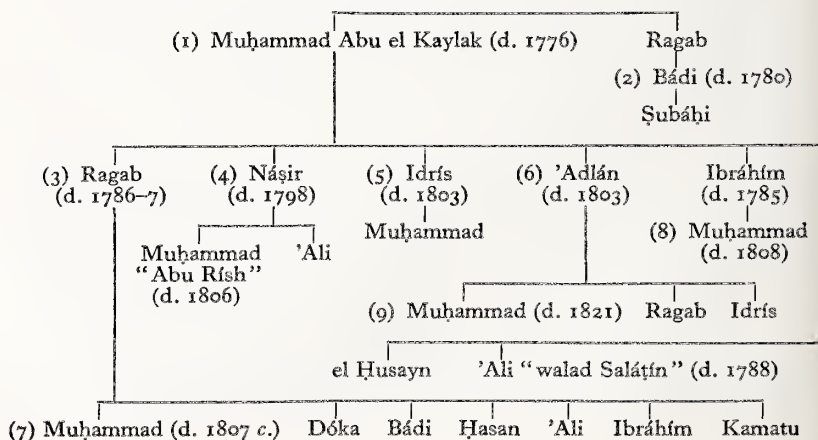 (1) Muḥammad Abu el Kaylak (d. 1776) Ragab
(2) Bádi (d. 1780)
Ṣubáḥi
(3) Ragab (4) Náṣir (5) Idrís (6) 'Adlán Ibráhím
(d. 1786–7) (d. 1798) (d. 1803) (d. 1803) (d. 1785)
Muḥammad 'Ali Muḥammad (8) Muḥammad
"Abu Rísh" (d. 1808)
(d. 1806)
(9) Muḥammad (d. 1821) Ragab Idrís
el Ḥusayn 'Ali "walad Saláṭín" (d. 1788)
(7) Muḥammad (d. 1807 c.) Dóka Bádi Ḥasan 'Ali Ibráhím Kamatu